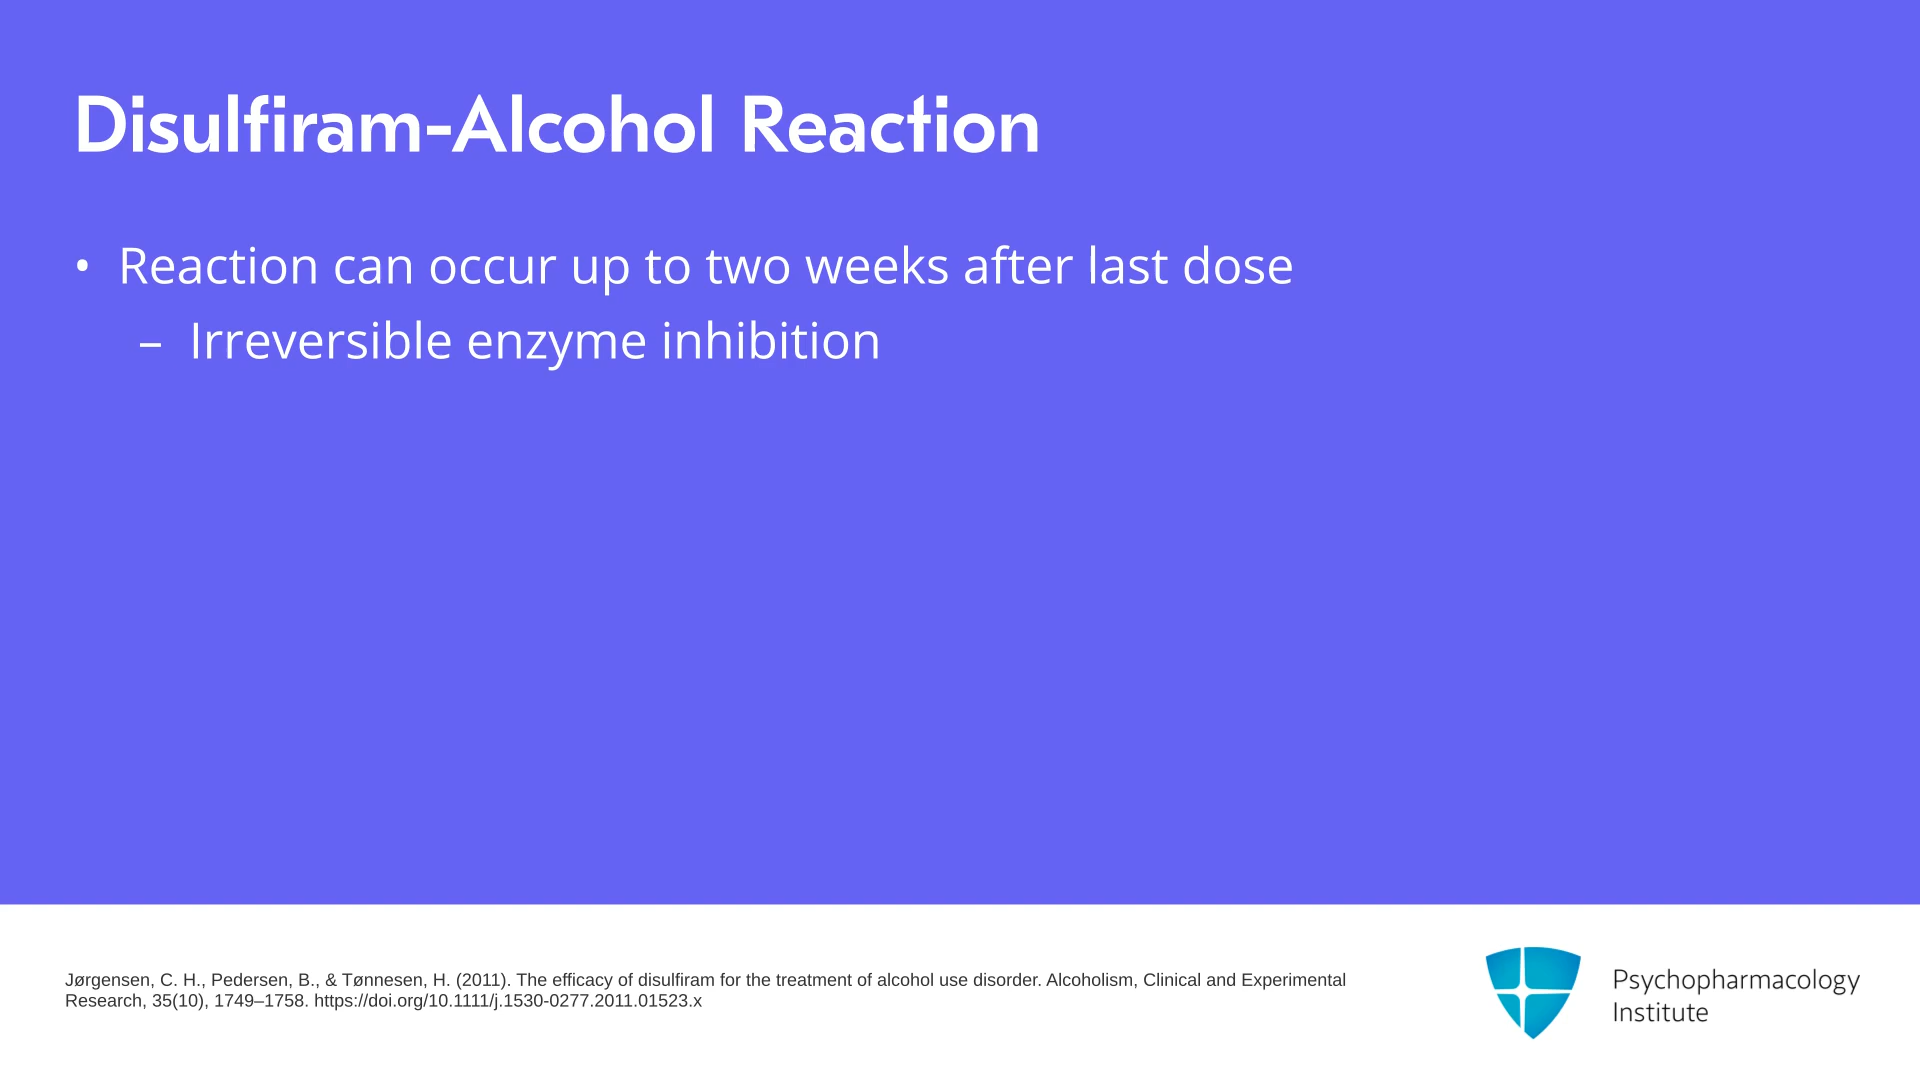 Disulfiram-Alcohol Reaction
• Reaction can occur up to two weeks after last dose
– Irreversible enzyme inhibition
Jørgensen, C. H., Pedersen, B., & Tønnesen, H. (2011). The efficacy of disulfiram for the treatment of alcohol use disorder. Alcoholism, Clinical and Experimental
Research, 35(10), 1749–1758. https://doi.org/10.1111/j.1530-0277.2011.01523.x
Psychopharmacology
Institute